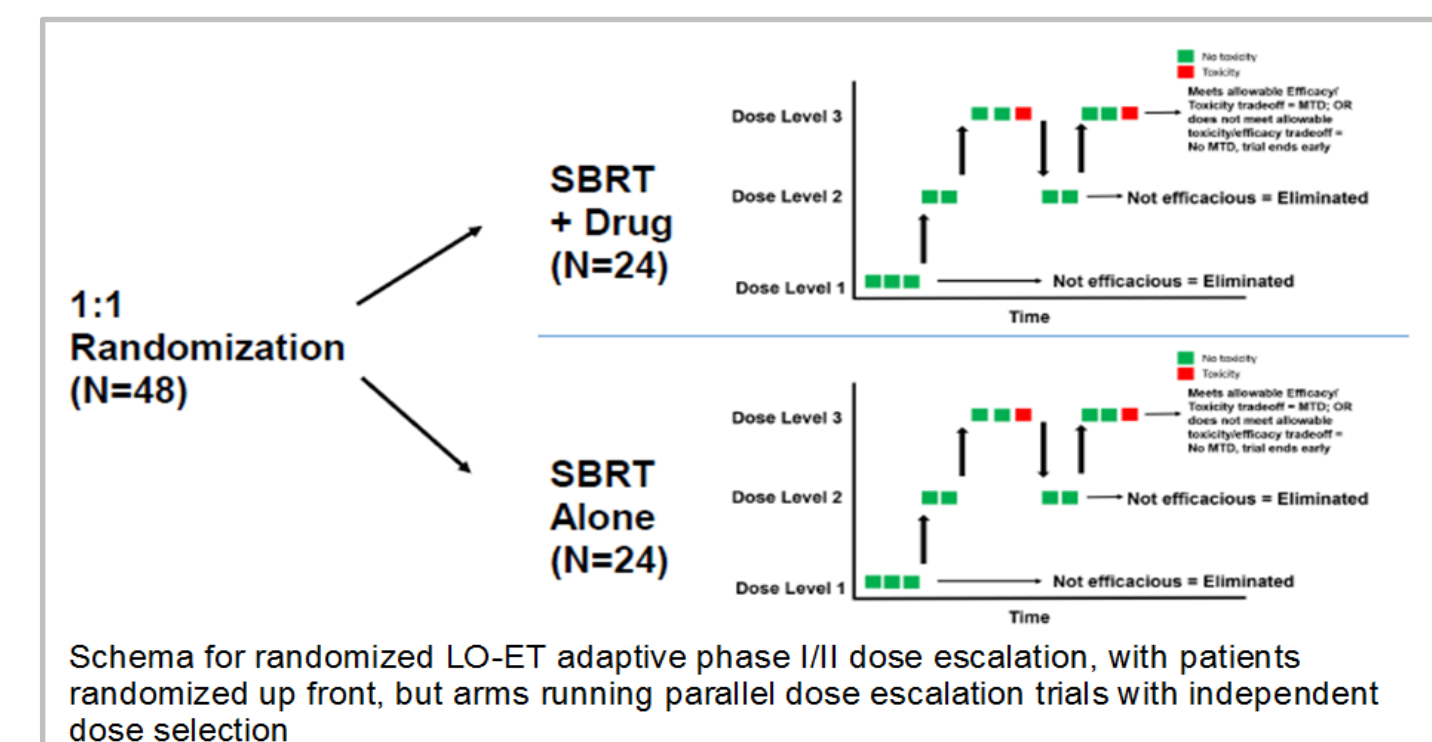 1:1
Randomization
(N=48)
SBRT
+ Drug
(N=24)
No toxicity
Toxicity
Meets allowable Efficacy/
Toxicity tradeoff = MTD; OR
does not meet allowable
toxicity/efficacy tradeoff =
No MTD, trial ends early
Dose Level 3
Dose Level 2
Not efficacious = Eliminated
Dose Level 1
Not efficacious = Eliminated
Time
SBRT
Alone
(N=24)
No toxicity
Toxicity
Meets allowable Efficacy/
Toxicity tradeoff = MTD; OR
does not meet allowable
toxicity/efficacy tradeoff =
No MTD, trial ends early
Dose Level 3
Dose Level 2
Not efficacious = Eliminated
Dose Level 1
Not efficacious = Eliminated
Time
Schema for randomized LO-ET adaptive phase I/II dose escalation, with patients
randomized up front, but arms running parallel dose escalation trials with independent
dose selection